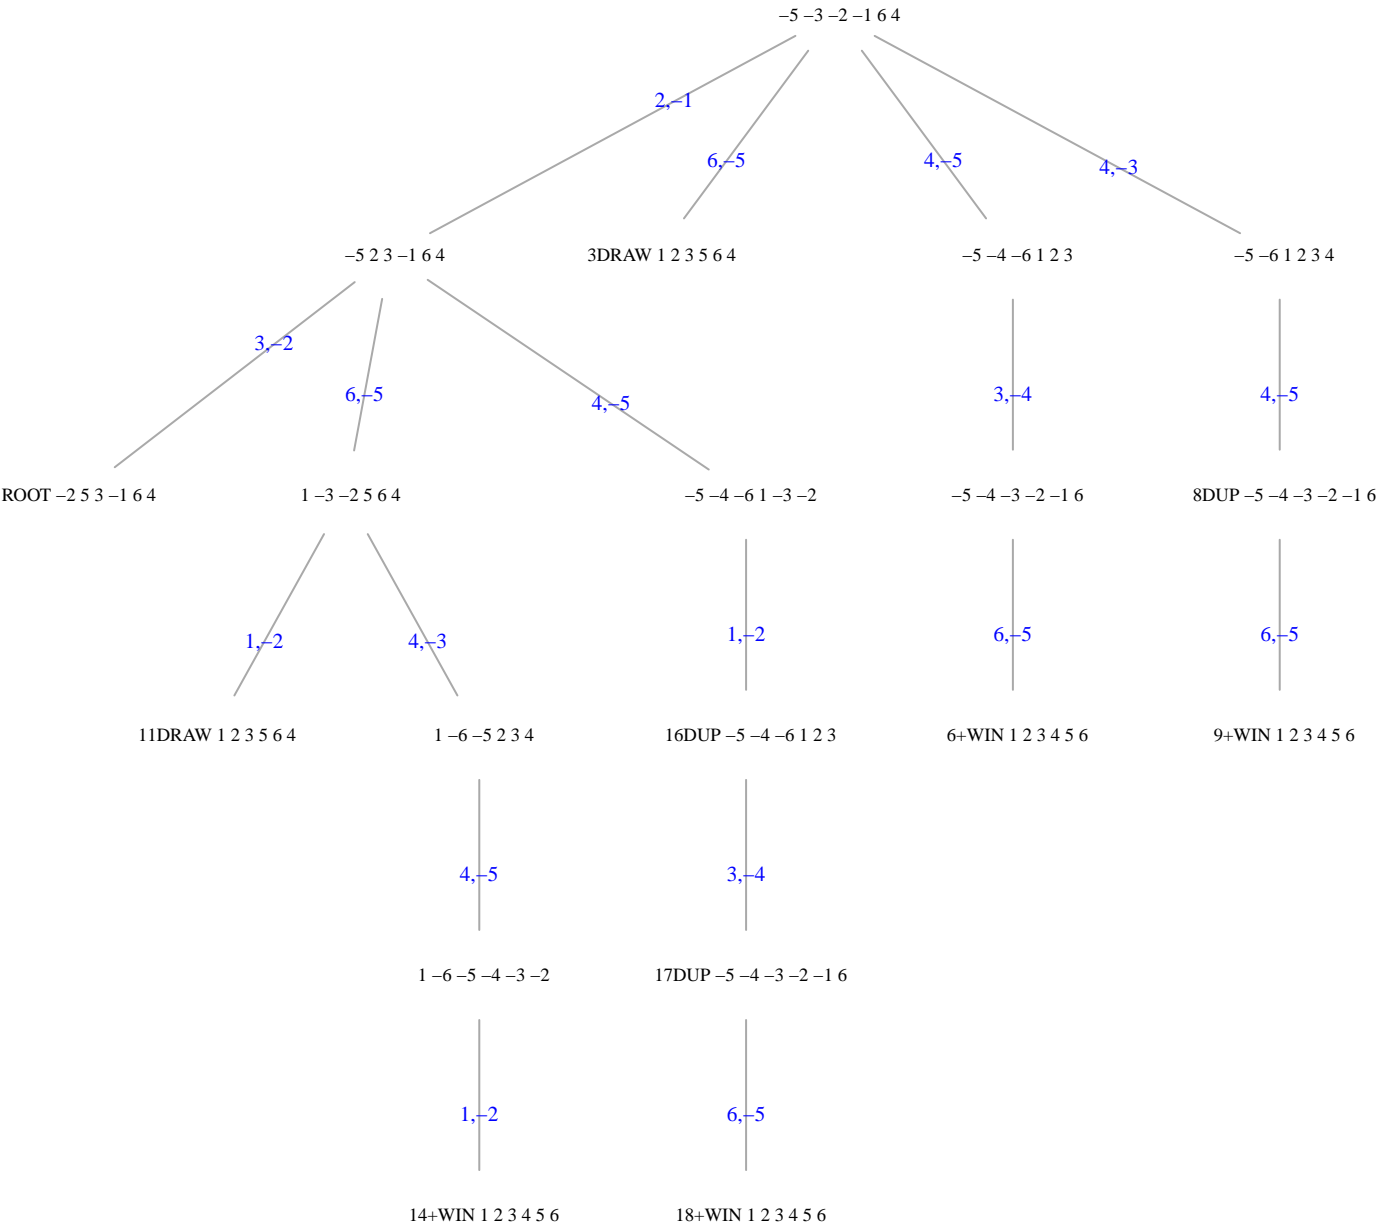 –5 –3 –2 –1 6 4
2,–1
6,–5
4,–5
4,–3
–5 2 3 –1 6 4
3DRAW 1 2 3 5 6 4
–5 –4 –6 1 2 3
–5 –6 1 2 3 4
3,–2
6,–5
4,–5
3,–4
4,–5
ROOT –2 5 3 –1 6 4
1 –3 –2 5 6 4
–5 –4 –6 1 –3 –2
–5 –4 –3 –2 –1 6
8DUP –5 –4 –3 –2 –1 6
1,–2
4,–3
1,–2
6,–5
6,–5
11DRAW 1 2 3 5 6 4
1 –6 –5 2 3 4
16DUP –5 –4 –6 1 2 3
6+WIN 1 2 3 4 5 6
9+WIN 1 2 3 4 5 6
4,–5
3,–4
1 –6 –5 –4 –3 –2
17DUP –5 –4 –3 –2 –1 6
1,–2
6,–5
14+WIN 1 2 3 4 5 6
18+WIN 1 2 3 4 5 6